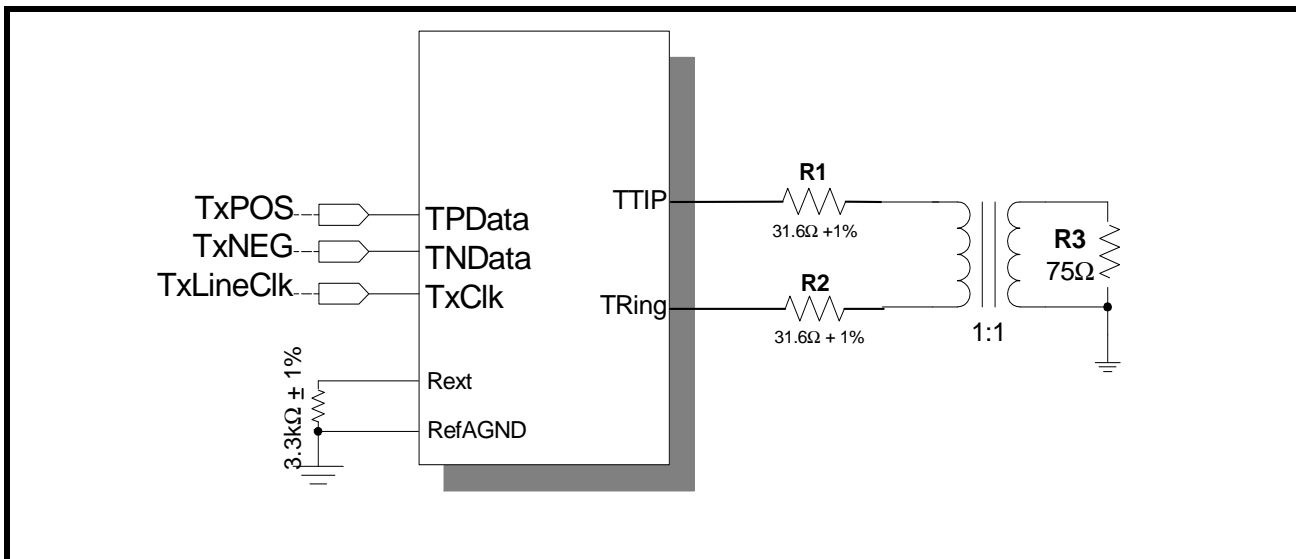 TxPOS
TxNEG
TxLineClk
TPData
TNData
TxClk
Rext
RefAGND
3.3kΩ ± 1%
TTIP
TRing
R1
31.6Ω +1%
R2
31.6Ω + 1%
1:1
R3
75Ω